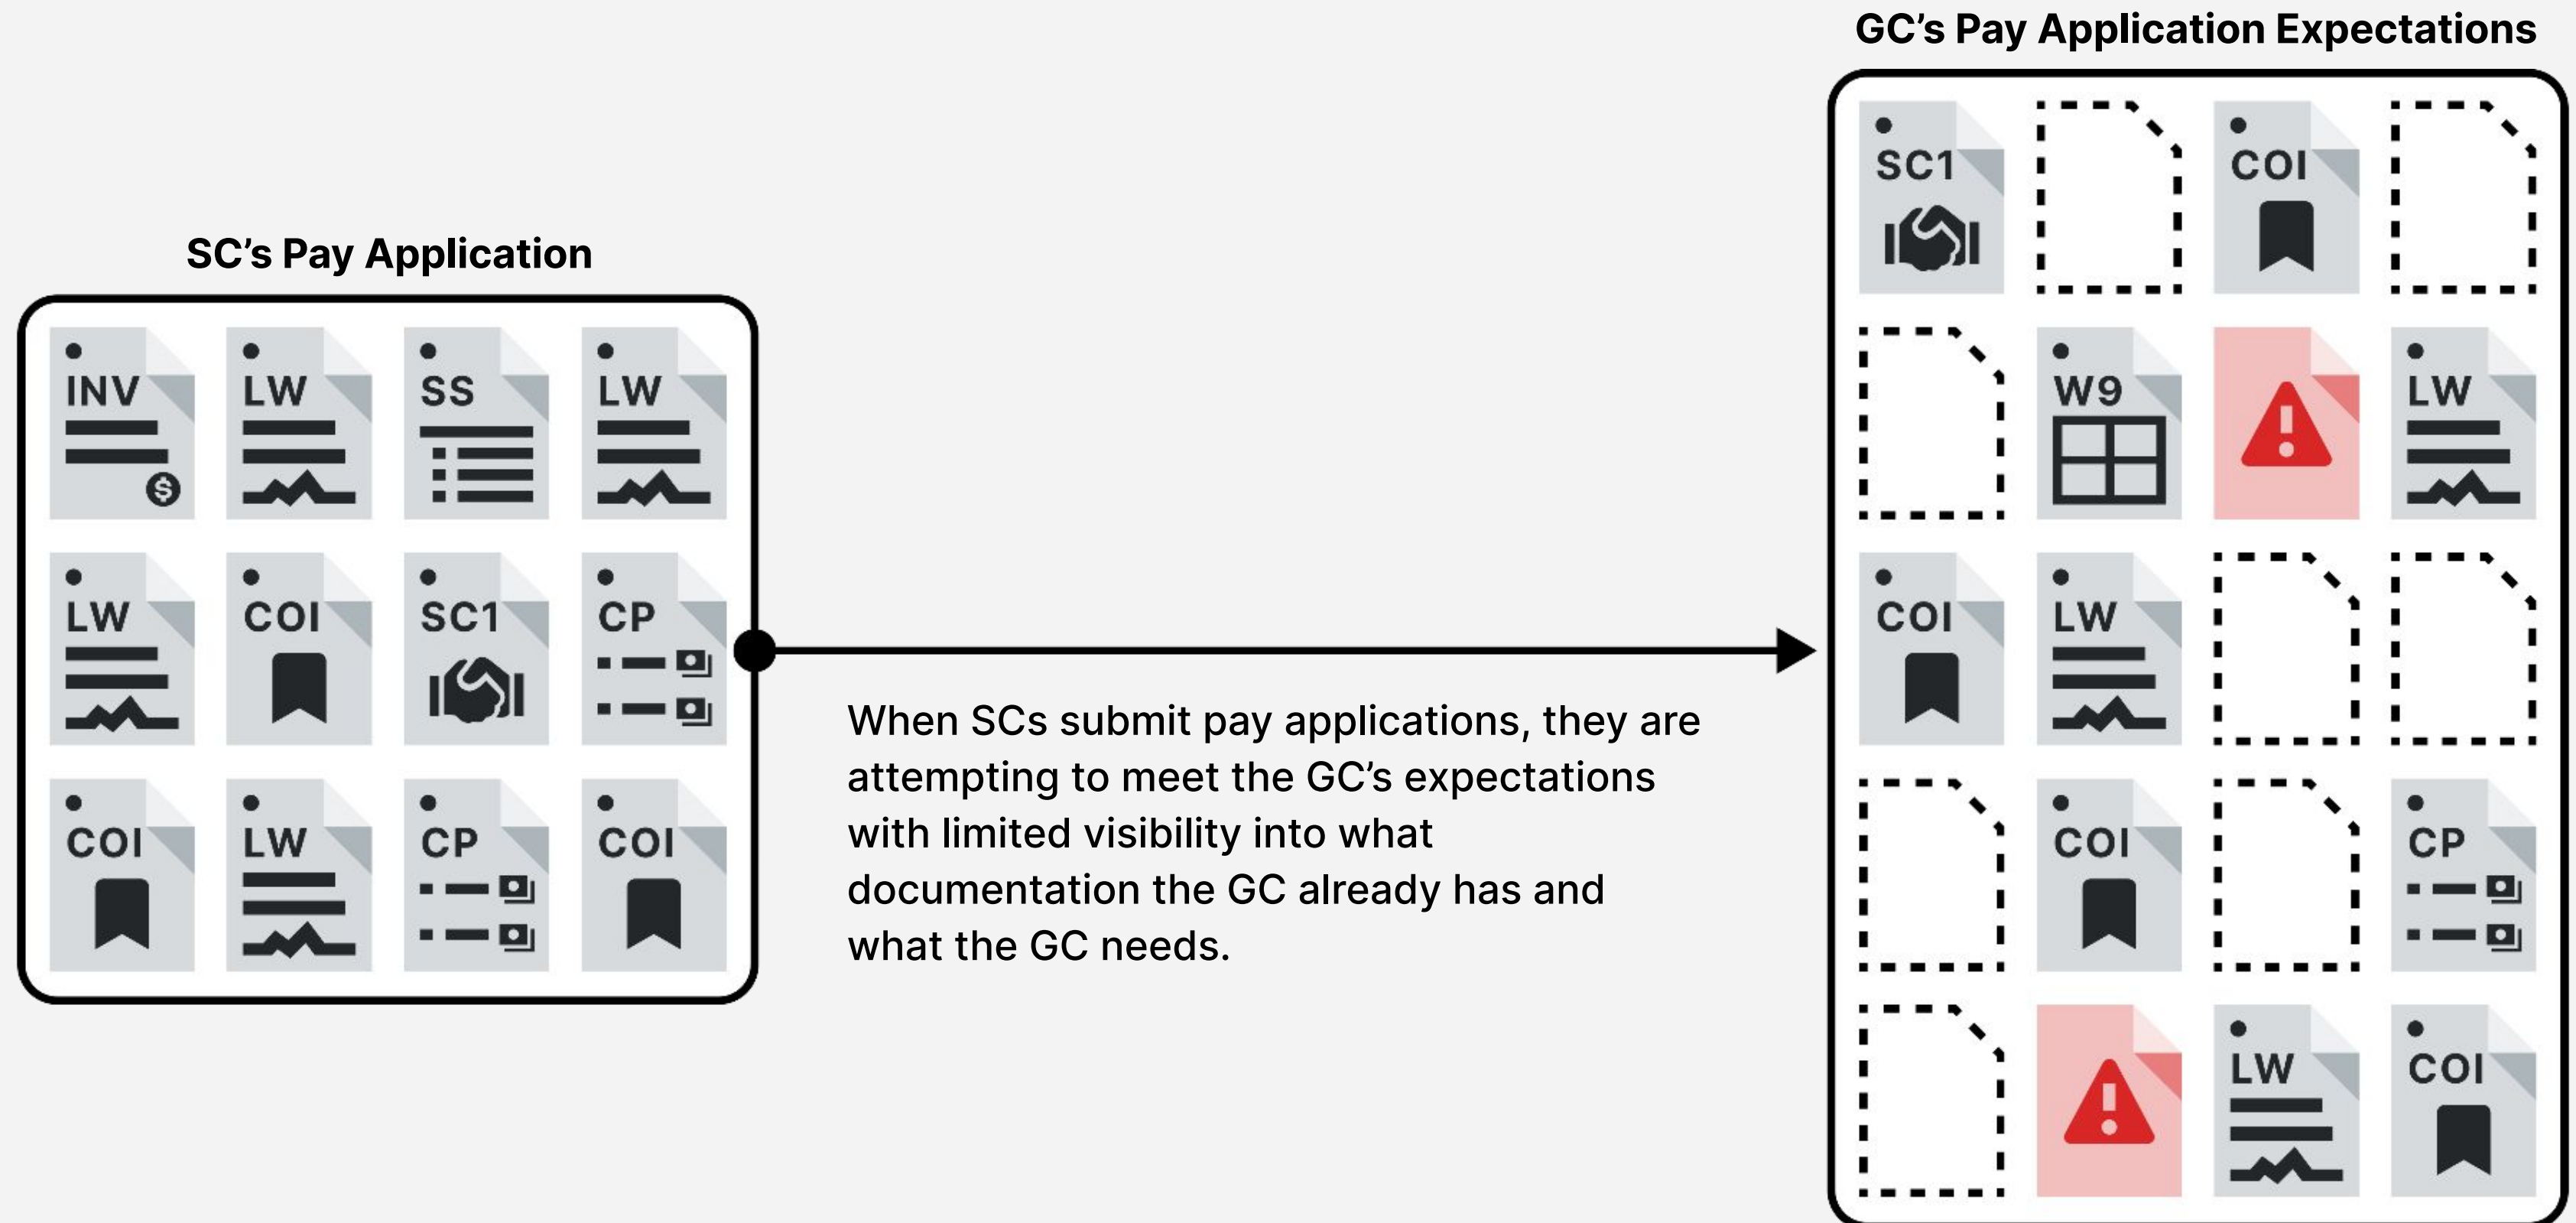 GC’s Pay Application Expectations
SC’s Pay Application
INV LW SS LW
LW COI SC1 CP
COI LW CP COI
When SCs submit pay applications, they are
attempting to meet the GC’s expectations
with limited visibility into what
documentation the GC already has and
what the GC needs.
SC1 COI
W9 LW
COI LW
COI CP
LW COI